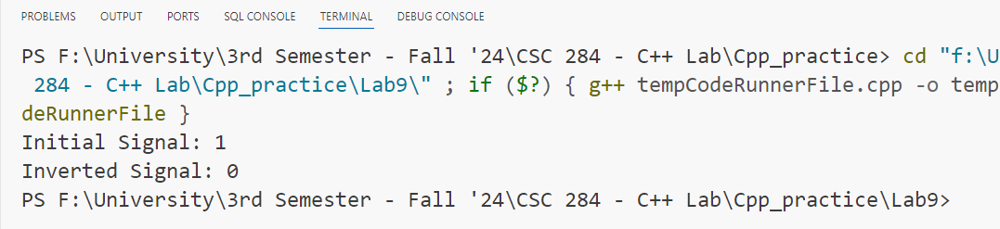 PROBLEMS OUTPUT PORTS SQL CONSOLE TERMINAL DEBUG CONSOLE
PS F:\University\3rd Semester - Fall '24\CSC 284 - C++ Lab\Cpp_practice> cd "f:\U
284 - C++ Lab\Cpp_practice\Lab9\" ; if ($?) { g++ tempCodeRunnerFile.cpp -o temp
deRunnerFile }
Initial Signal: 1
Inverted Signal: 0
PS F:\University\3rd Semester - Fall '24\CSC 284 - C++ Lab\Cpp_practice\Lab9>